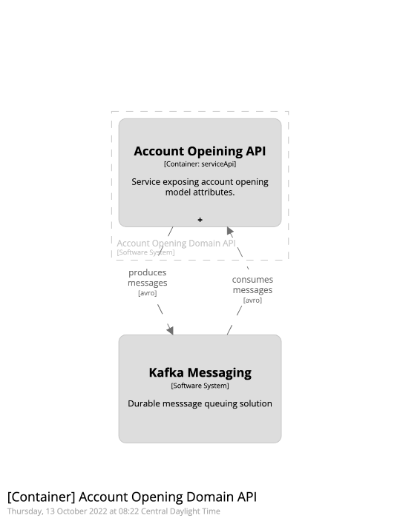 Account Opeining API
[Container: serviceApi]
Service exposing account opening
model attributes.
+
Account Opening Domain API
[Software System]
produces
messages
[avro]
consumes
messages
[avro]
Kafka Messaging
[Software System]
Durable messsage queuing solution
[Container] Account Opening Domain API
Thursday, 13 October 2022 at 08:22 Central Daylight Time